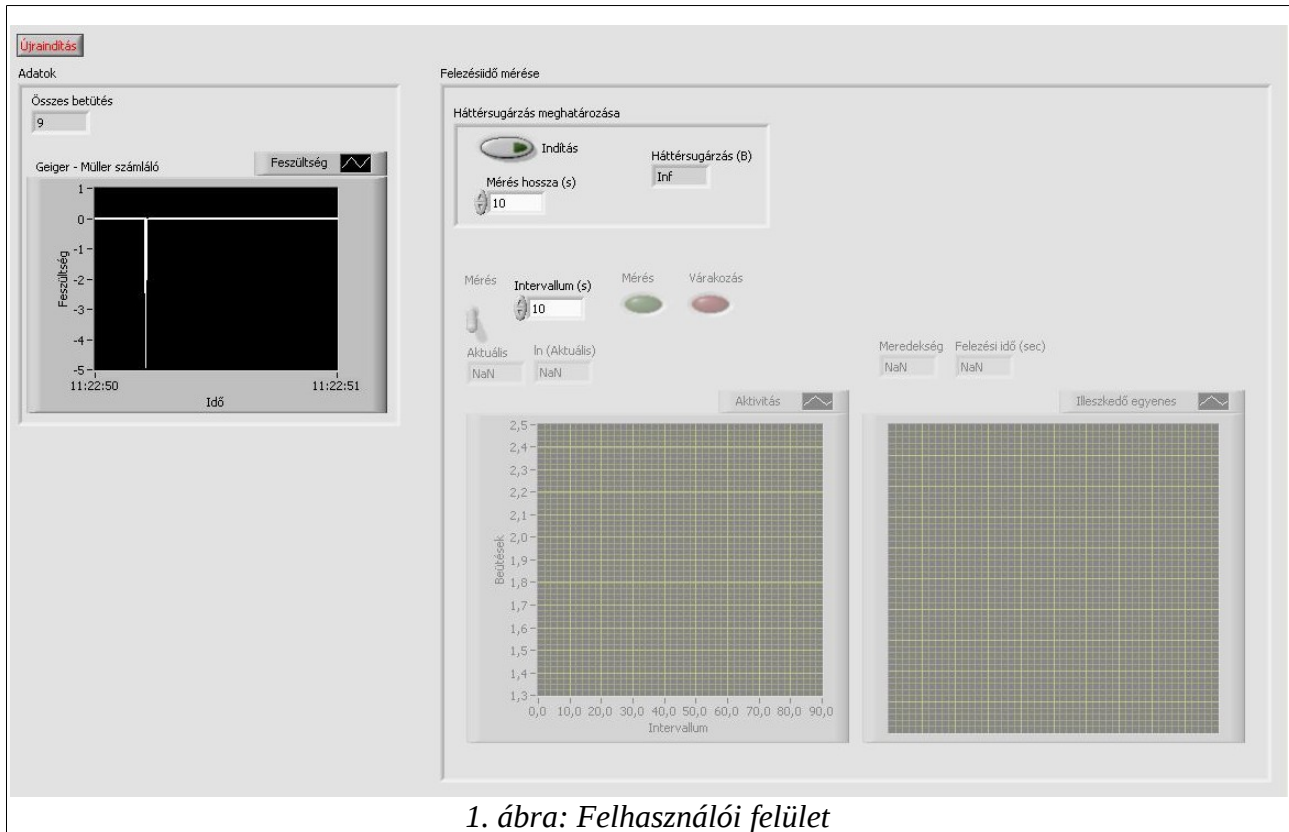 Újraindítás
Adatok
Összes betütés
9
Geiger - Müller számláló
Feszültség
1
0
-1
-2
-3
-4
-5
Feszültség
11:22:50 11:22:51
Idő
Felezésiidő mérése
Háttérsugárzás meghatározása
Indítás
Háttérsugárzás (B)
Inf
Mérés hossza (s)
10
Mérés
Intervallum (s)
10
Mérés
Várakozás
Aktuális
NaN
ln (Aktuális)
NaN
Meredekség
NaN
Felezési idő (sec)
NaN
Aktivitás
2,5
2,4
2,3
2,2
2,1
2,0
1,9
1,8
1,7
1,6
1,5
1,4
1,3
Beütések
0,0 10,0 20,0 30,0 40,0 50,0 60,0 70,0 80,0 90,0
Intervallum
Illeszkedő egyenes
1. ábra: Felhasználói felület